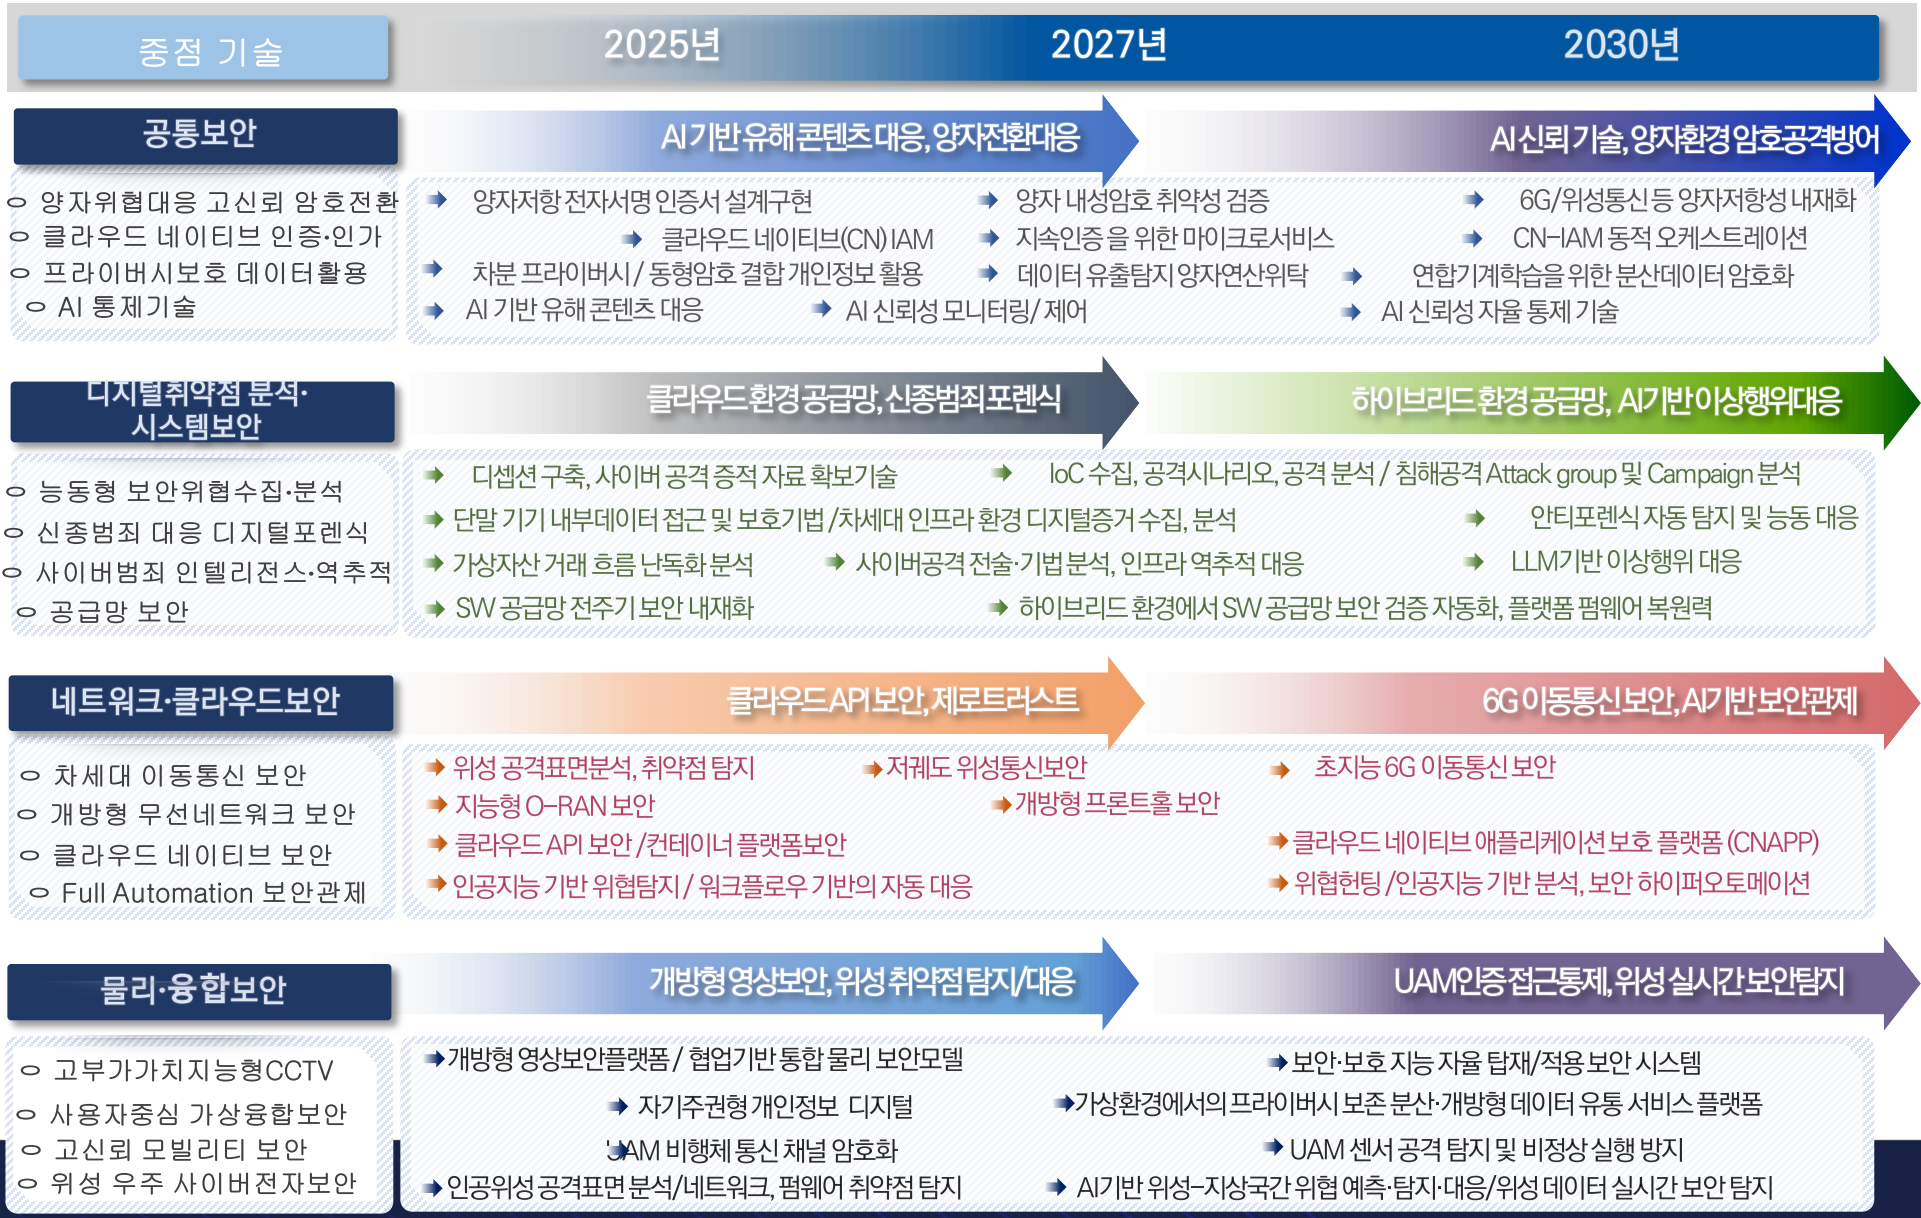 중점 기술 2025년 2027년 2030년
공통보안 AI 기반 유해 콘텐츠 대응, 양자전환대응 AI 신뢰 기술, 양자환경 암호공격방어
양자위협대응 고신뢰 암호전환 양자저항 전자서명 인증서 설계구현 양자 내성암호 취약성 검증 6G/위성통신 등 양자저항성 내재화
클라우드 네이티브 인증·인가 클라우드 네이티브(CN) IAM 지속인증 을 위한 마이크로서비스 CN-IAM 동적 오케스트레이션
프라이버시보호 데이터활용 차분 프라이버시 / 동형암호 결합 개인정보 활용 데이터 유출탐지 양자연산위탁 연합기계학습을 위한 분산데이터 암호화
AI 통제기술 AI 기반 유해 콘텐츠 대응 AI 신뢰성 모니터링/ 제어 AI 신뢰성 자율 통제 기술
디지털취약점 분석·
시스템보안 클라우드 환경 공급망, 신종범죄 포렌식 하이브리드 환경 공급망, AI기반 이상행위대응
능동형 보안위협수집·분석 디셉션 구축, 사이버 공격 증적 자료 확보기술 IoC 수집, 공격시나리오, 공격 분석 / 침해공격 Attack group 및 Campaign 분석
신종범죄 대응 디지털포렌식 단말 기기 내부데이터 접근 및 보호기법 /차세대 인프라 환경 디지털증거 수집, 분석 안티포렌식 자동 탐지 및 능동 대응
사이버범죄 인텔리전스·역추적 가상자산 거래 흐름 난독화 분석 사이버공격 전술·기법 분석, 인프라 역추적 대응 LLM기반 이상행위 대응
공급망 보안 SW 공급망 전주기 보안 내재화 하이브리드 환경에서 SW 공급망 보안 검증 자동화, 플랫폼 펌웨어 복원력
네트워크·클라우드보안 클라우드 API 보안, 제로트러스트 6G 이동통신 보안, AI기반 보안관제
차세대 이동통신 보안 위성 공격표면분석, 취약점 탐지 저궤도 위성통신보안 초지능 6G 이동통신 보안
개방형 무선네트워크 보안 지능형 O-RAN 보안 개방형 프론트홀 보안
클라우드 네이티브 보안 클라우드 API 보안 /컨테이너 플랫폼보안 클라우드 네이티브 애플리케이션 보호 플랫폼 (CNAPP)
Full Automation 보안관제 인공지능 기반 위협탐지 / 워크플로우 기반의 자동 대응 위협헌팅 /인공지능 기반 분석, 보안 하이퍼오토메이션
물리·융합보안 개방형 영상보안, 위성 취약점 탐지/대응 UAM인증 접근통제, 위성 실시간 보안탐지
고부가가치지능형CCTV 개방형 영상보안플랫폼 / 협업기반 통합 물리 보안모델 보안·보호 지능 자율 탑재/적용 보안 시스템
사용자중심 가상융합보안 자기주권형 개인정보 디지털 가상환경에서의 프라이버시 보존 분산·개방형 데이터 유통 서비스 플랫폼
고신뢰 모빌리티 보안 UAM 비행체 통신 채널 암호화 UAM 센서 공격 탐지 및 비정상 실행 방지
위성 우주 사이버전자보안 인공위성 공격표면 분석/네트워크, 펌웨어 취약점 탐지 AI기반 위성-지상국간 위협 예측·탐지·대응/위성 데이터 실시간 보안 탐지